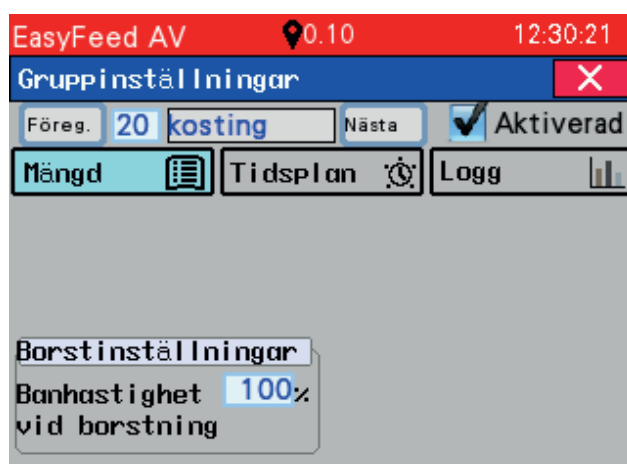 EasyFeed AV 0.10 12:30:21
Gruppinställningar
Föreg. 20 kosting Nästa Aktiverad
Mängd Tidsplan Logg
Borstinställningar
Banhastighet 100%
vid borstning